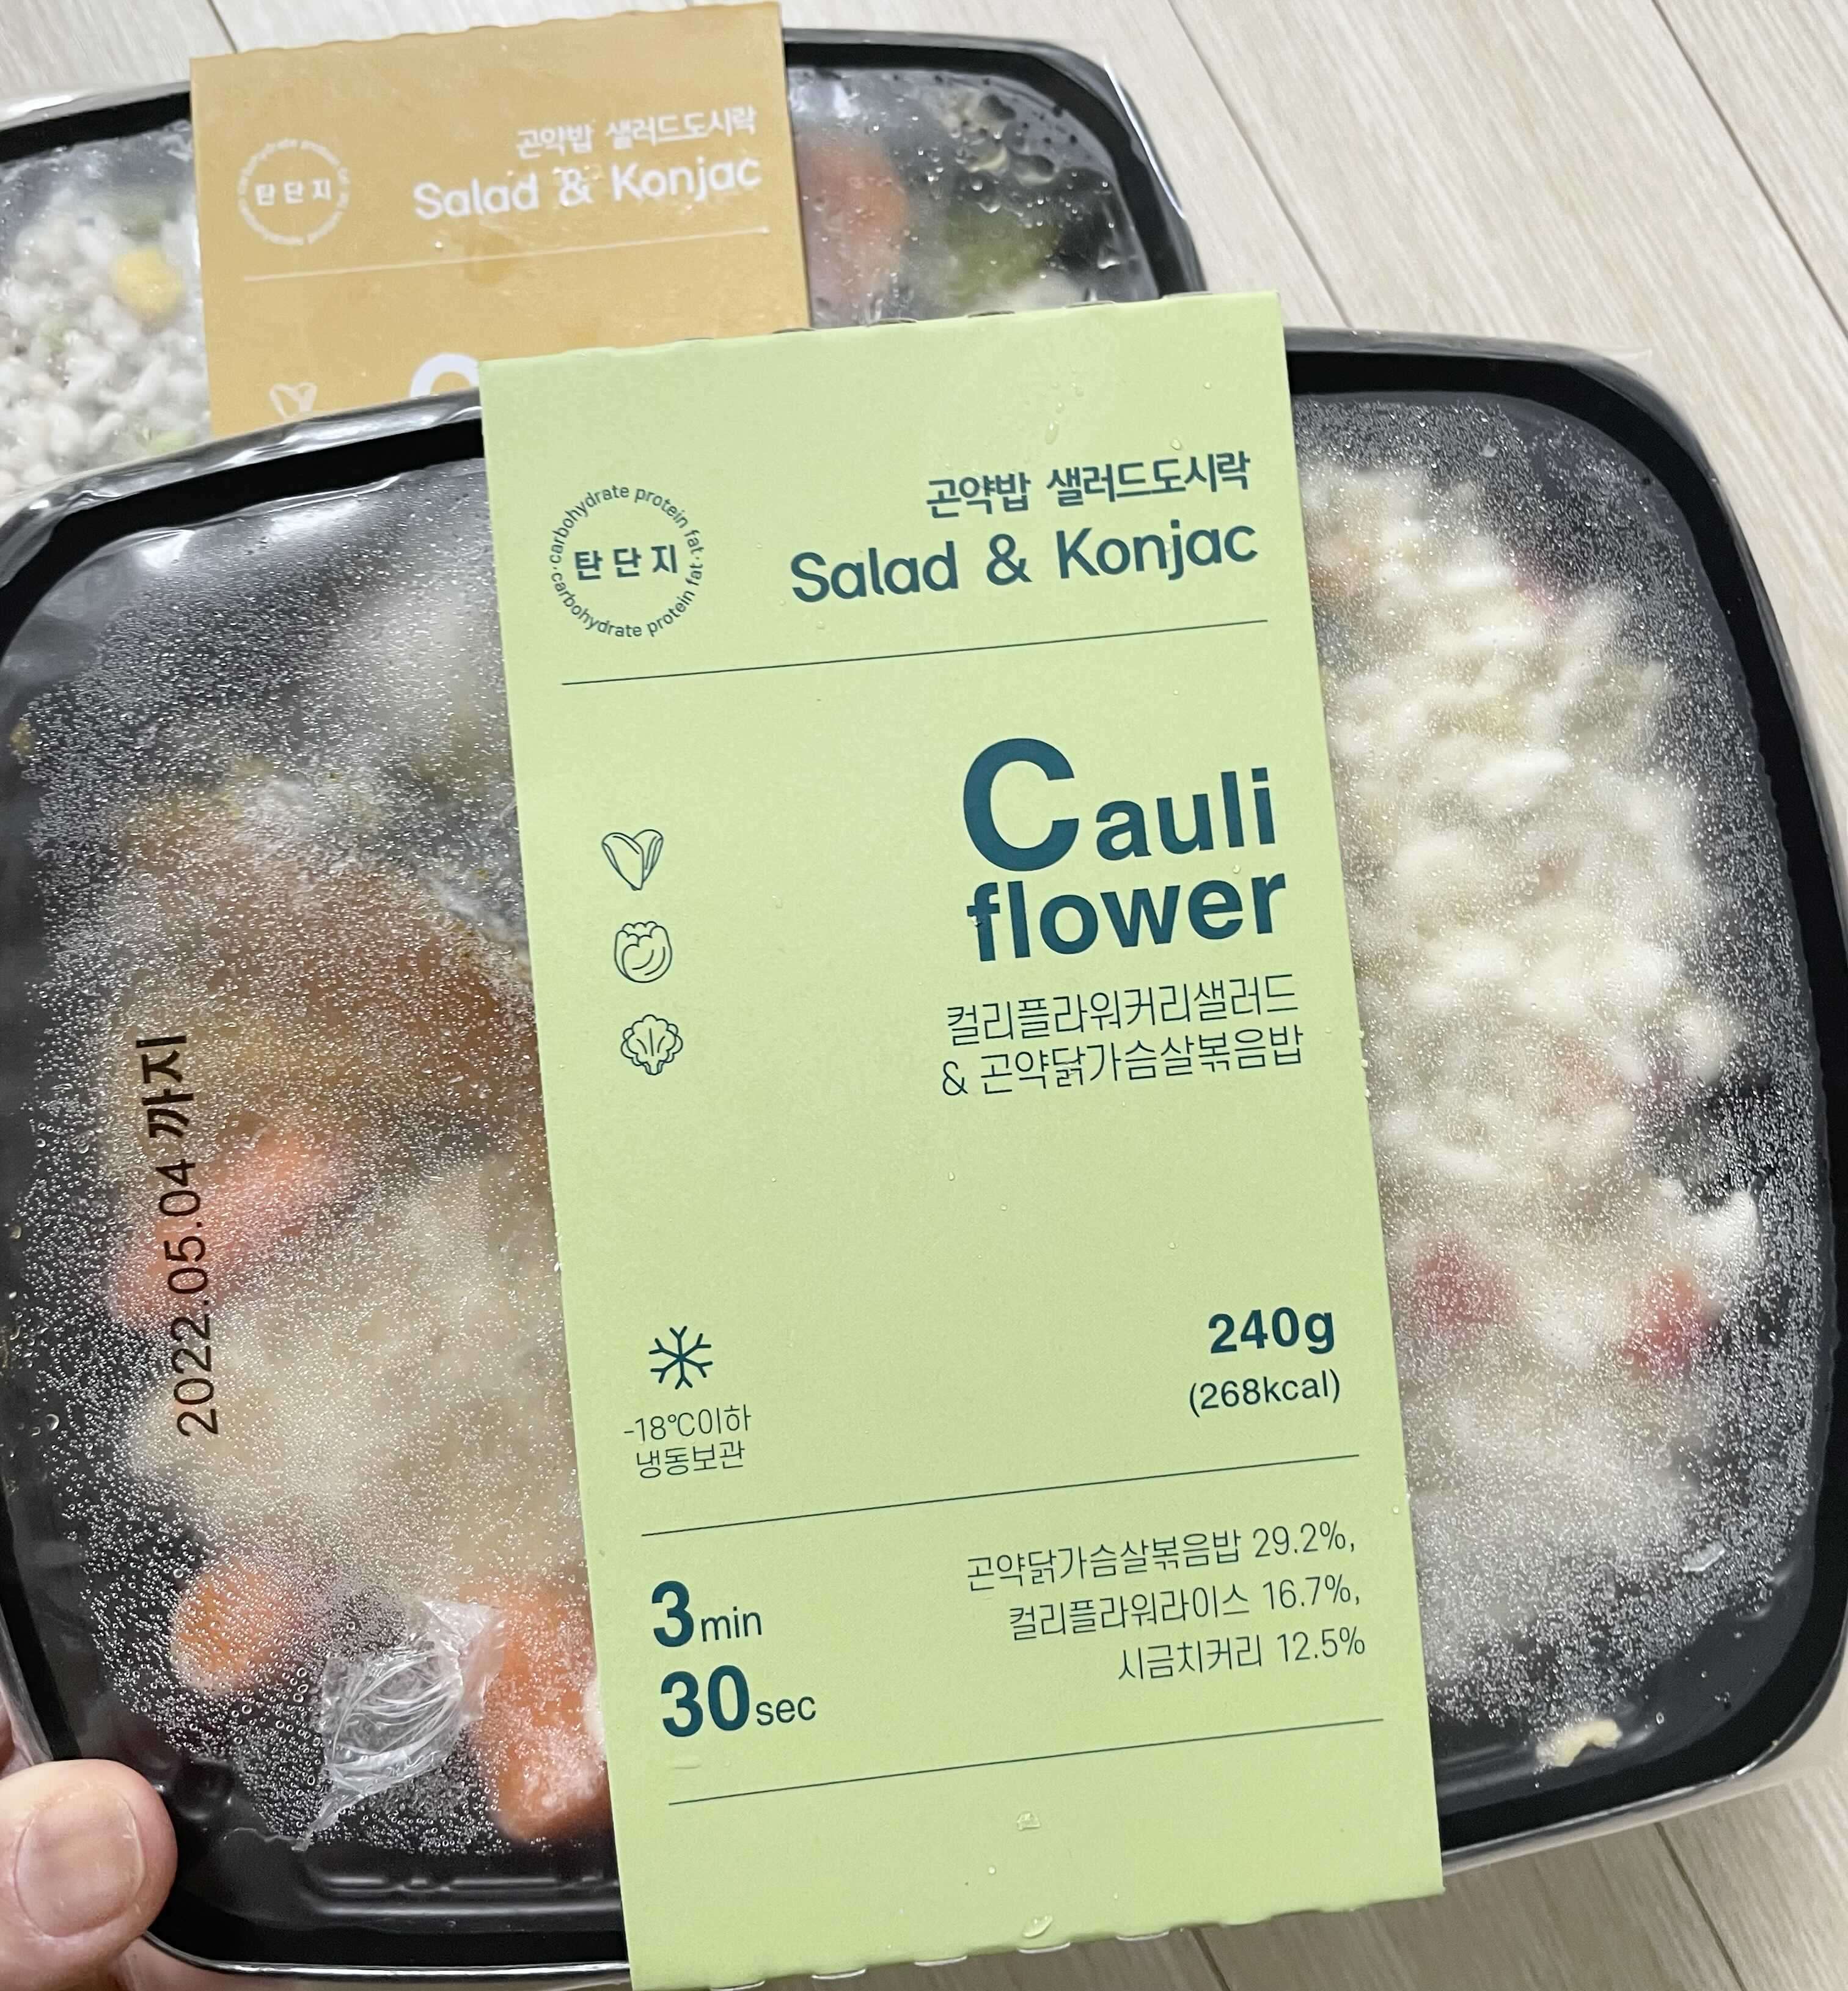 곤약밥 샐러드도시락
탄단지
Salad & Konjac
곤약밥 샐러드도시락
carbohydrate protein fat · carbohydrate protein fat ·
탄단지
Salad & Konjac
Cauli
flower
컬리플라워커리샐러드
& 곤약닭가슴살볶음밥
2022.05.04 까지
240g
(268kcal)
-18℃이하
냉동보관
3min
30sec
곤약닭가슴살볶음밥 29.2%,
컬리플라워라이스 16.7%,
시금치커리 12.5%